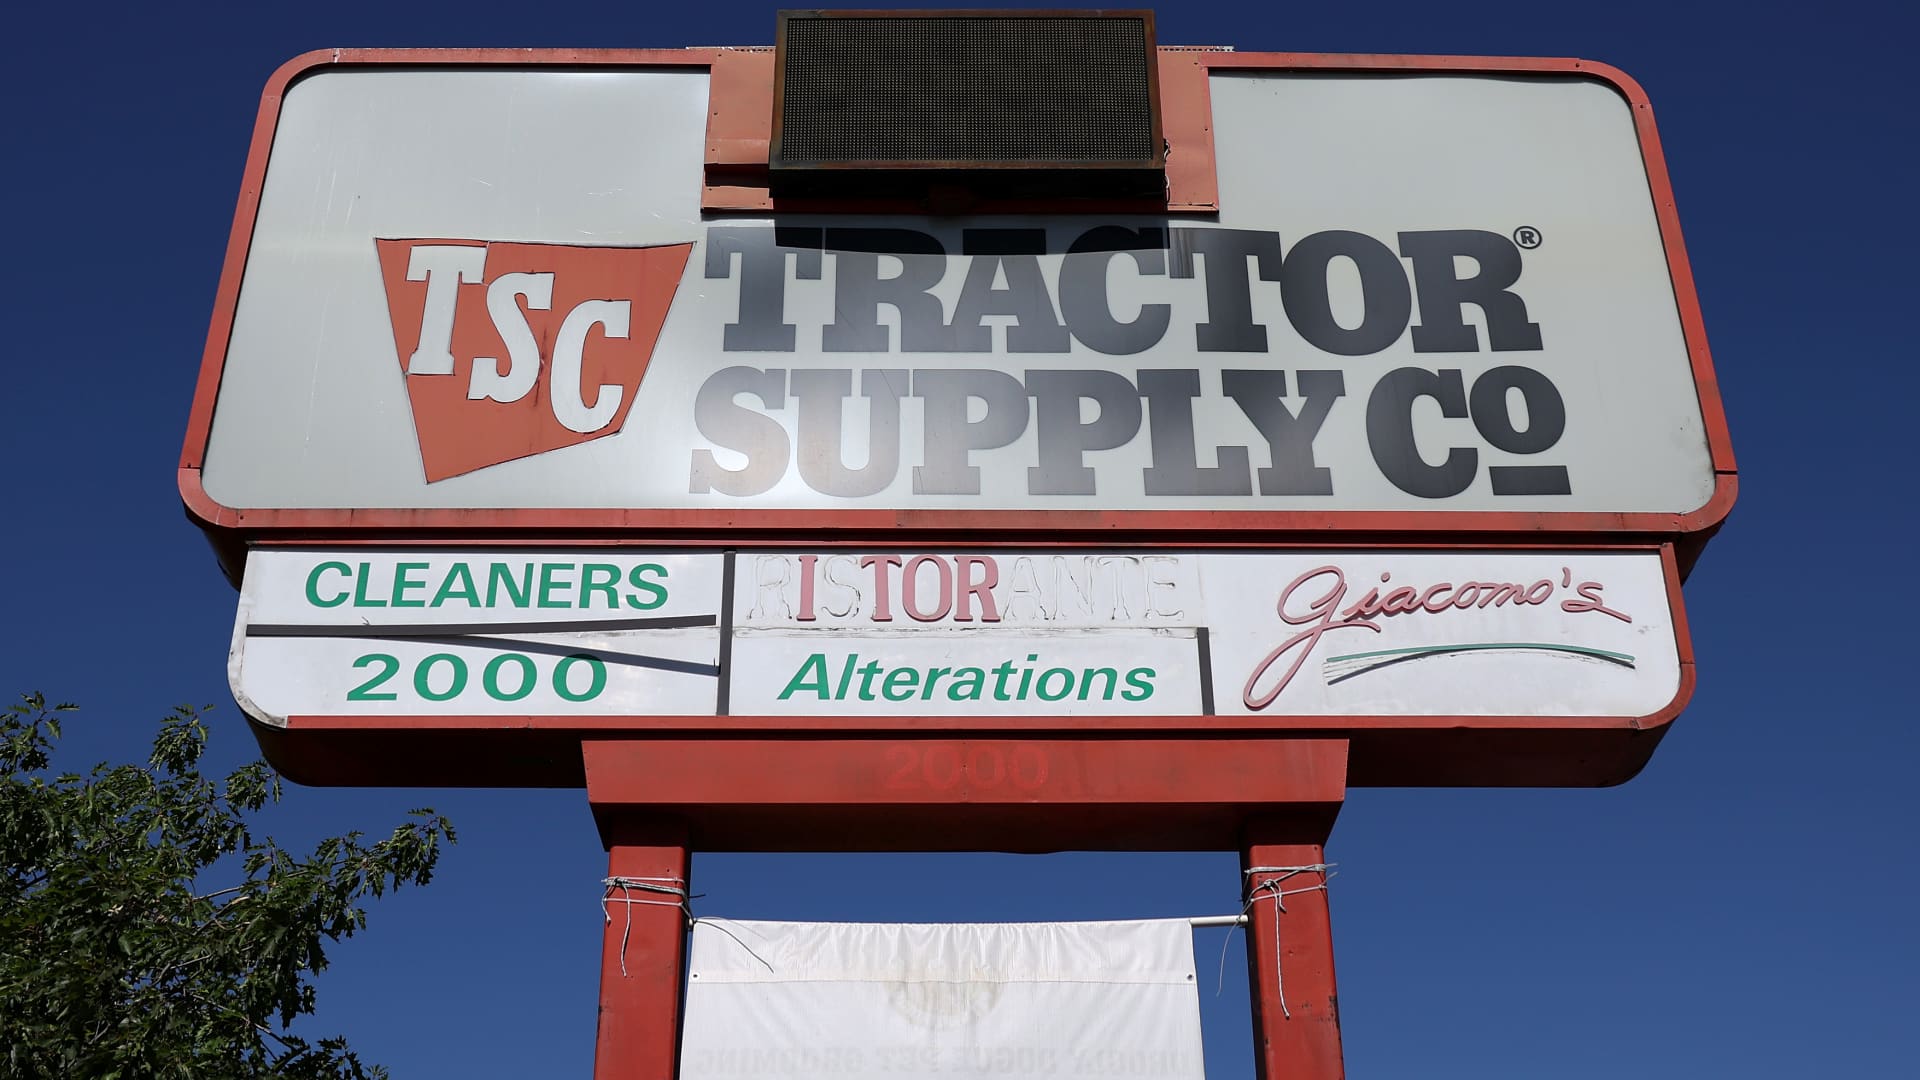 TSC
TRACTOR®
SUPPLY Co
CLEANERS
2000
RISTORANTE
Alterations
Giacomo's
2000